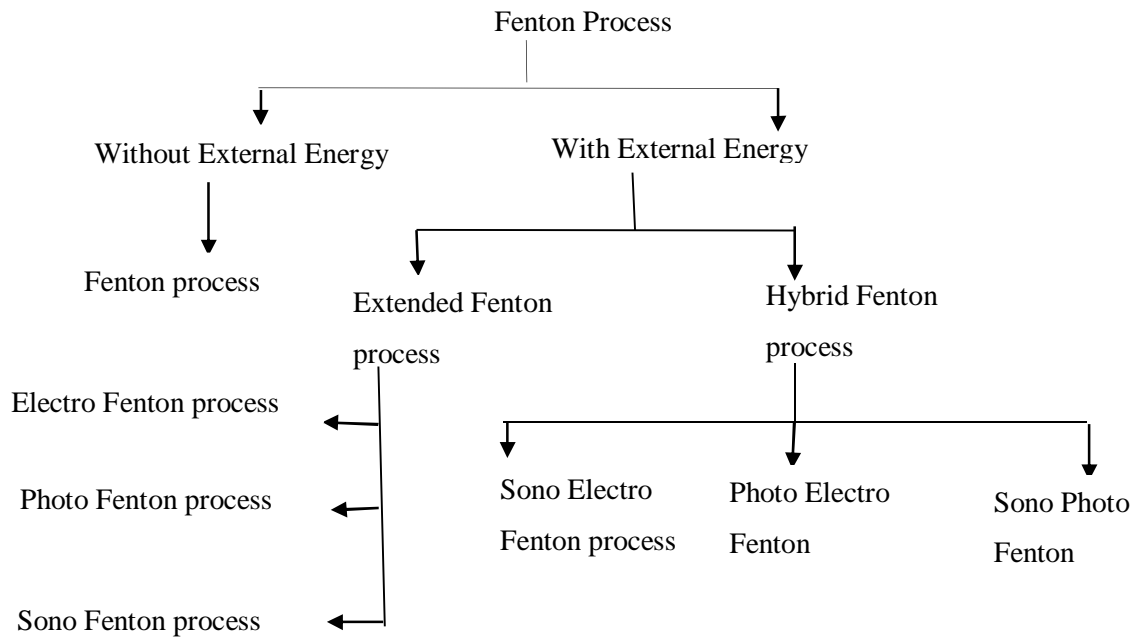 Fenton Process
Without External Energy
With External Energy
Fenton process
Extended Fenton
process
Hybrid Fenton
process
Electro Fenton process
Photo Fenton process
Sono Fenton process
Sono Electro
Fenton process
Photo Electro
Fenton
Sono Photo
Fenton